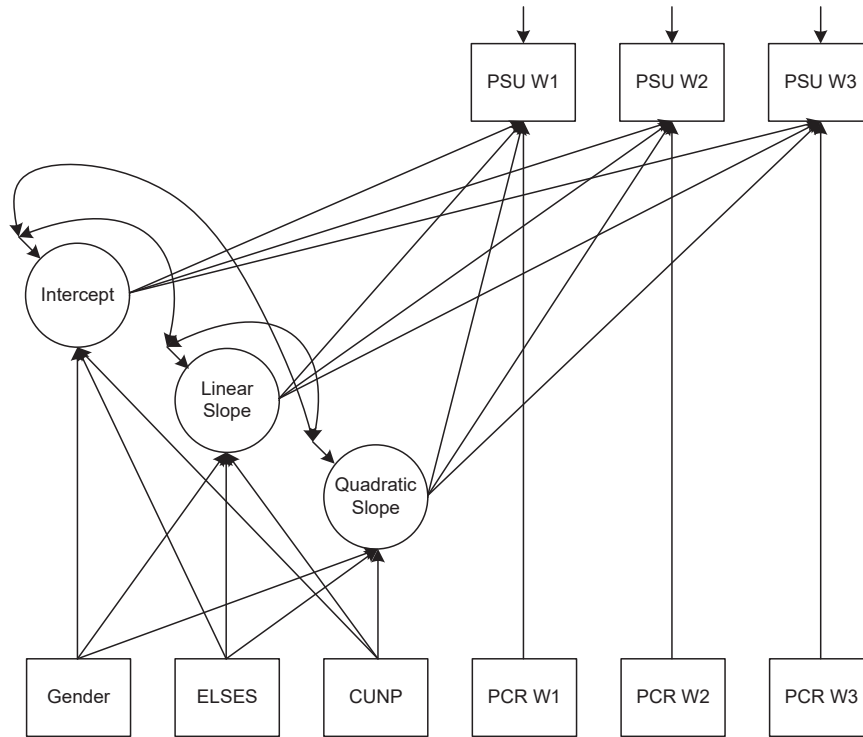 PSU W1
PSU W2
PSU W3
Intercept
Linear
Slope
Quadratic
Slope
Gender
ELSES
CUNP
PCR W1
PCR W2
PCR W3